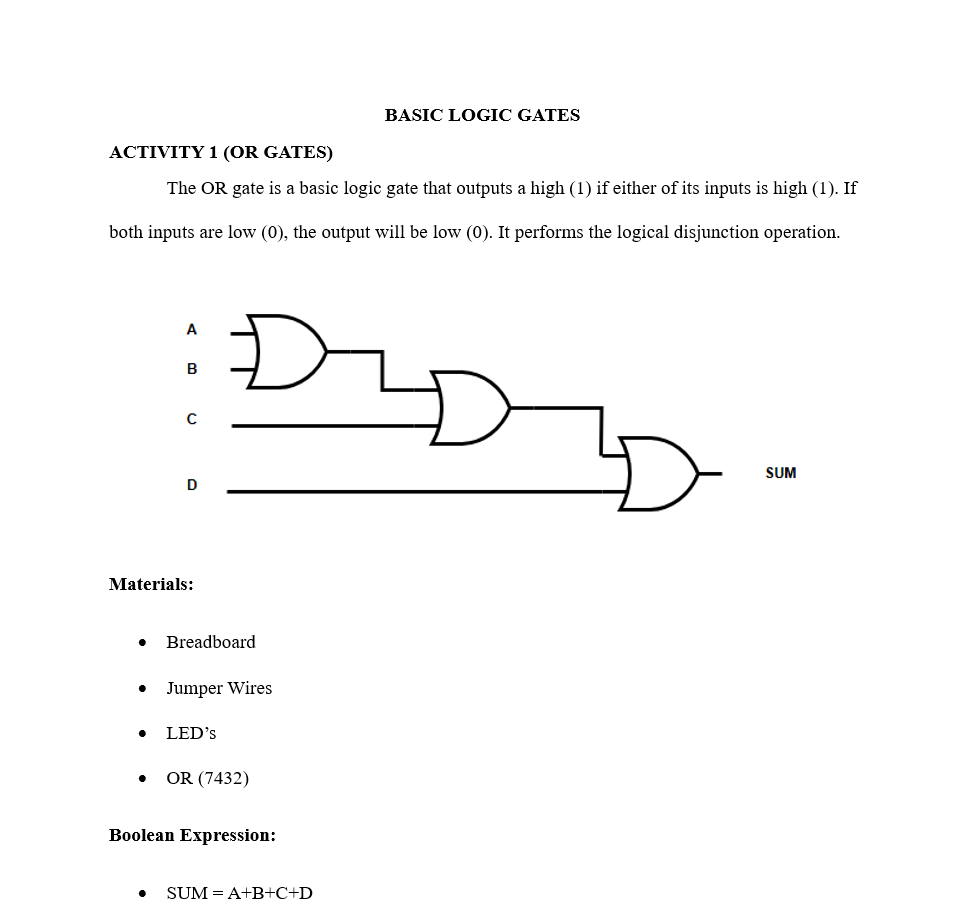 BASIC LOGIC GATES
ACTIVITY 1 (OR GATES)
The OR gate is a basic logic gate that outputs a high (1) if either of its inputs is high (1). If
both inputs are low (0), the output will be low (0). It performs the logical disjunction operation.
A
B
C
D
SUM
Materials:
• Breadboard
• Jumper Wires
• LED’s
• OR (7432)
Boolean Expression:
• SUM = A+B+C+D